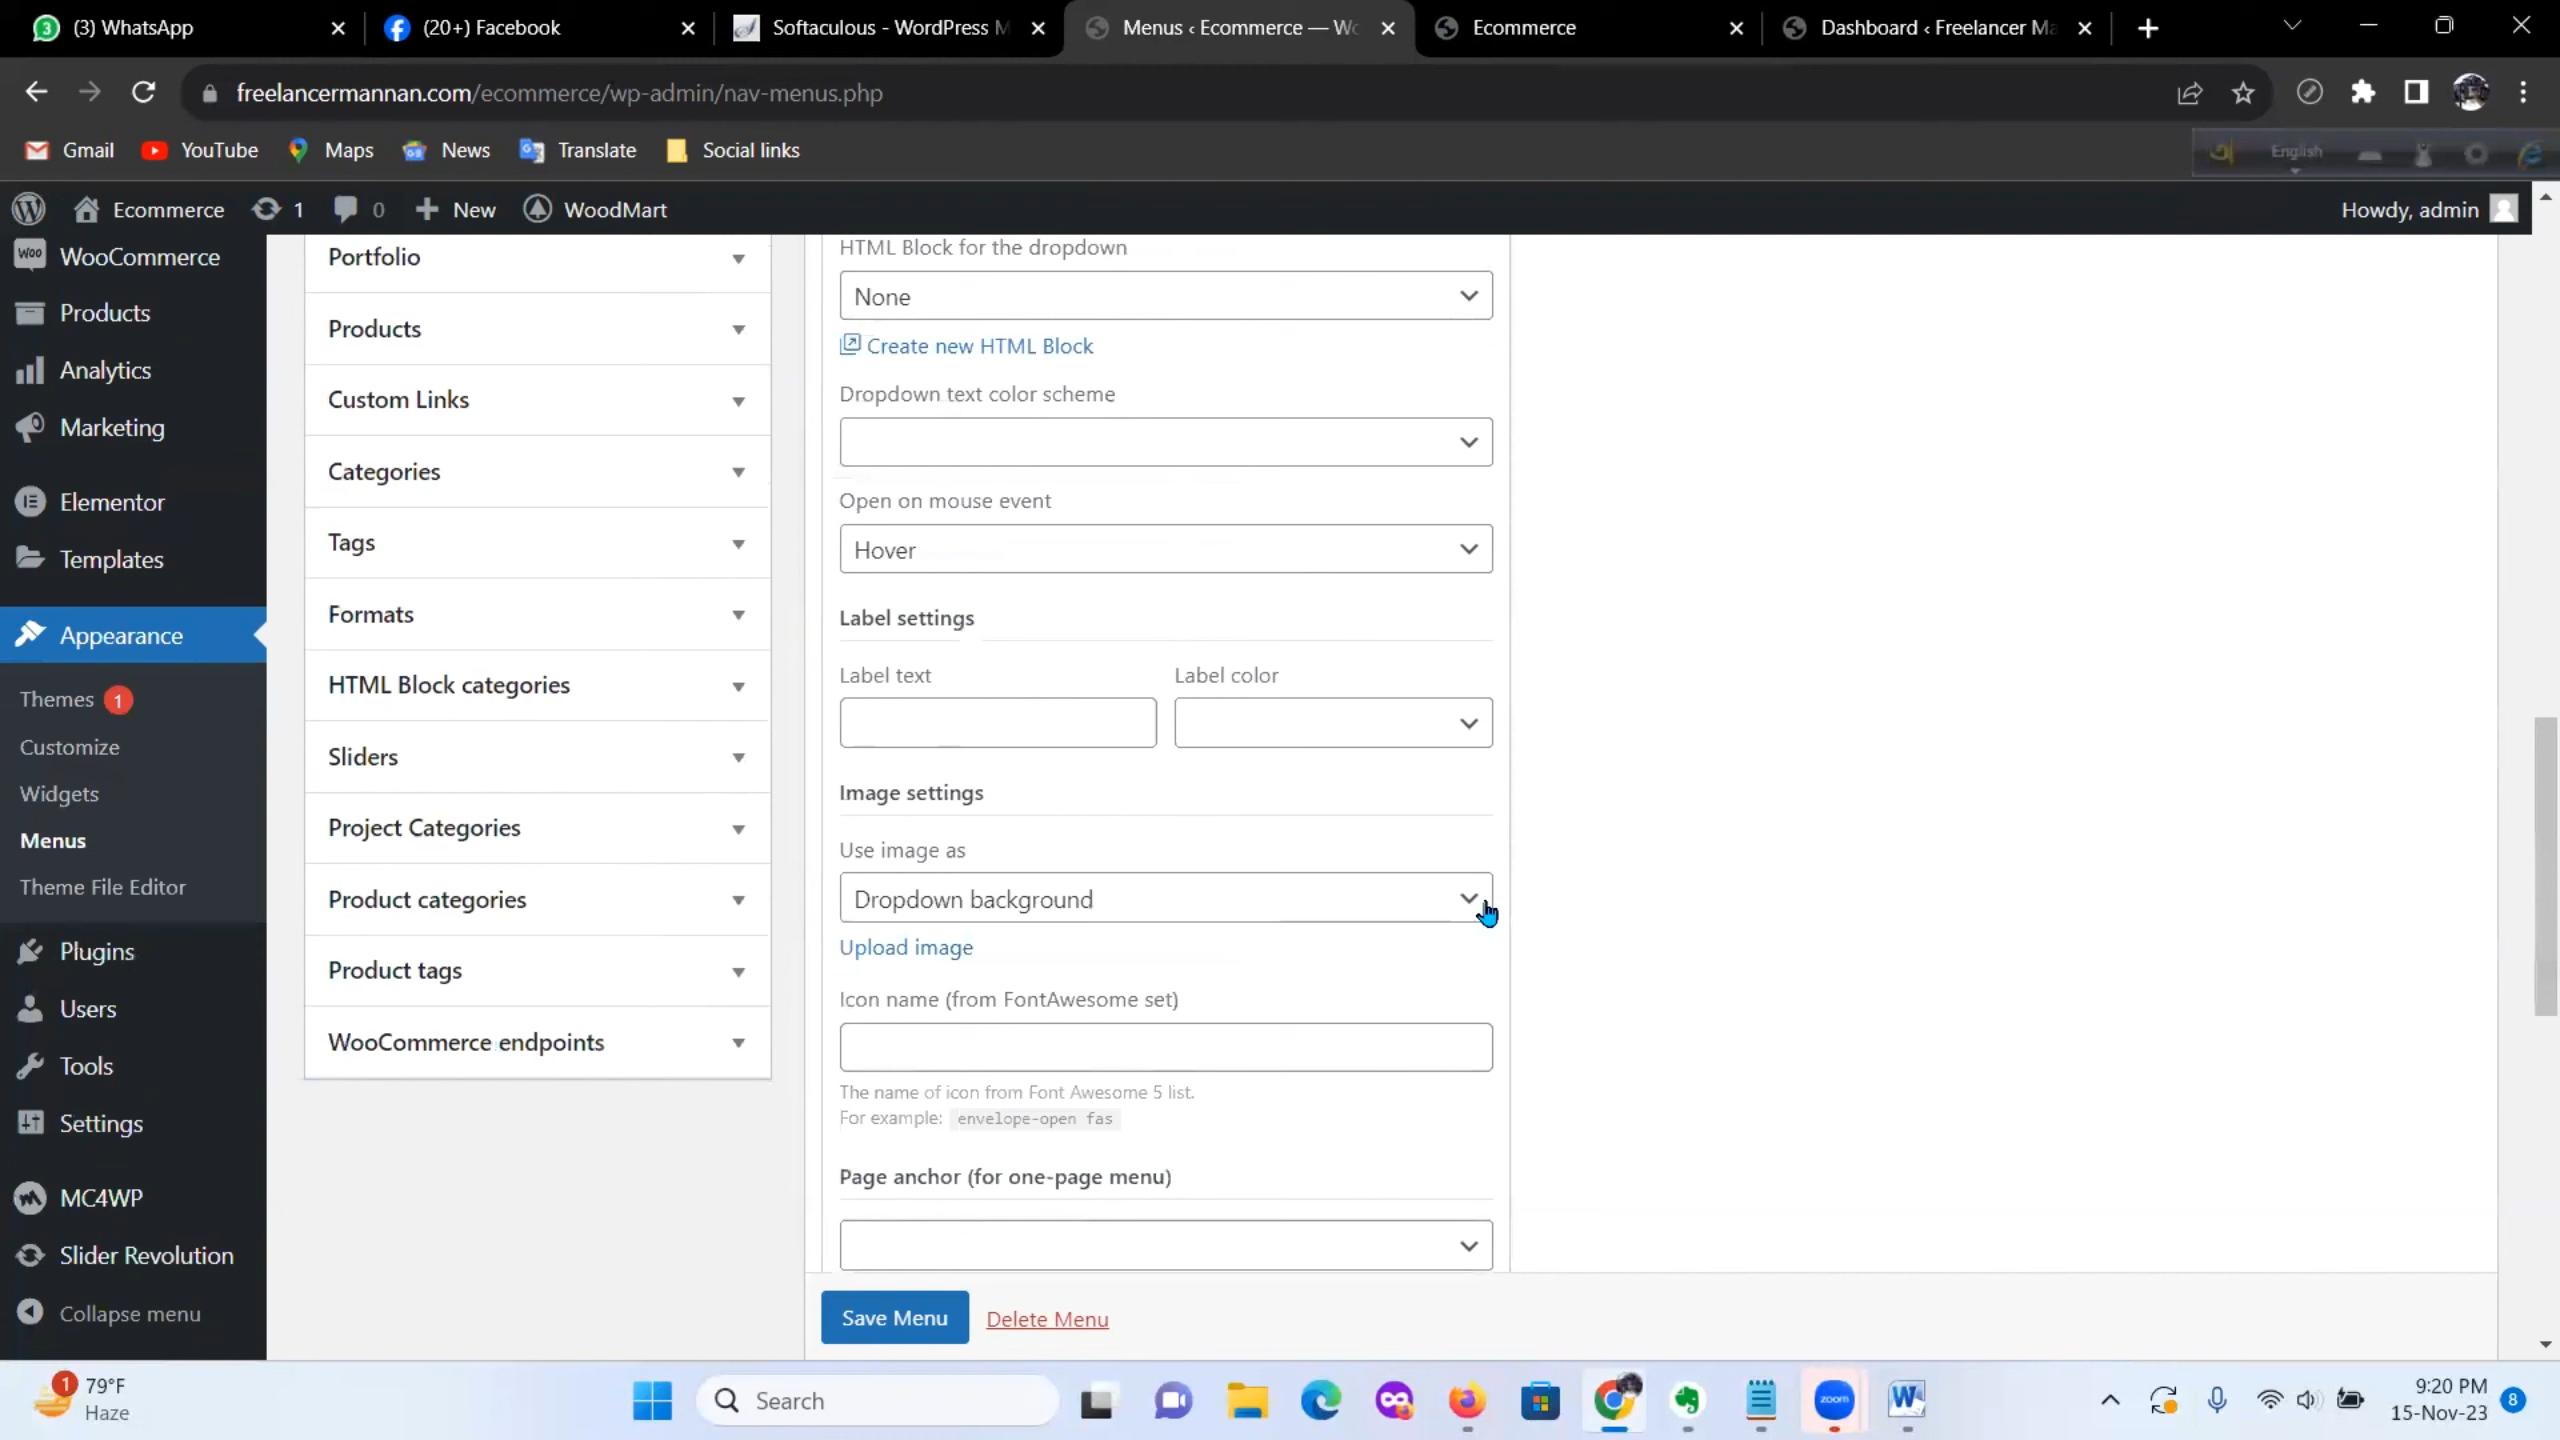 3 (3) WhatsApp
(20+) Facebook
Softaculous - WordPress M
Menus ‹ Ecommerce — Wo
Ecommerce
Dashboard ‹ Freelancer Ma
freelancermannan.com/ecommerce/wp-admin/nav-menus.php
Gmail
YouTube
Maps
News
Translate
Social links
English
Ecommerce
1
0
New
WoodMart
Howdy, admin
WooCommerce
Products
Analytics
Marketing
Elementor
Templates
Appearance
Themes 1
Customize
Widgets
Menus
Theme File Editor
Plugins
Users
Tools
Settings
MC4WP
Slider Revolution
Collapse menu
Portfolio
Products
Custom Links
Categories
Tags
Formats
HTML Block categories
Sliders
Project Categories
Product categories
Product tags
WooCommerce endpoints
HTML Block for the dropdown
None
Create new HTML Block
Dropdown text color scheme
Open on mouse event
Hover
Label settings
Label text
Label color
Image settings
Use image as
Dropdown background
Upload image
Icon name (from FontAwesome set)
The name of icon from Font Awesome 5 list.
For example: envelope-open fas
Page anchor (for one-page menu)
Save Menu
Delete Menu
1
79°F
Haze
Search
zoom
9:20 PM
15-Nov-23
8